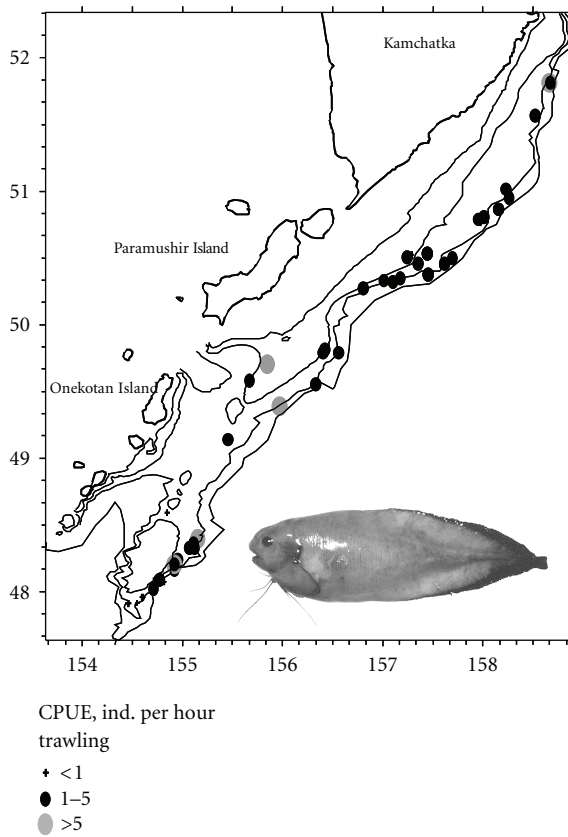 Kamchatka
Paramushir Island
Onekotan Island
52
51
50
49
48
154 155 156 157 158
CPUE, ind. per hour
trawling
<1
1–5
>5